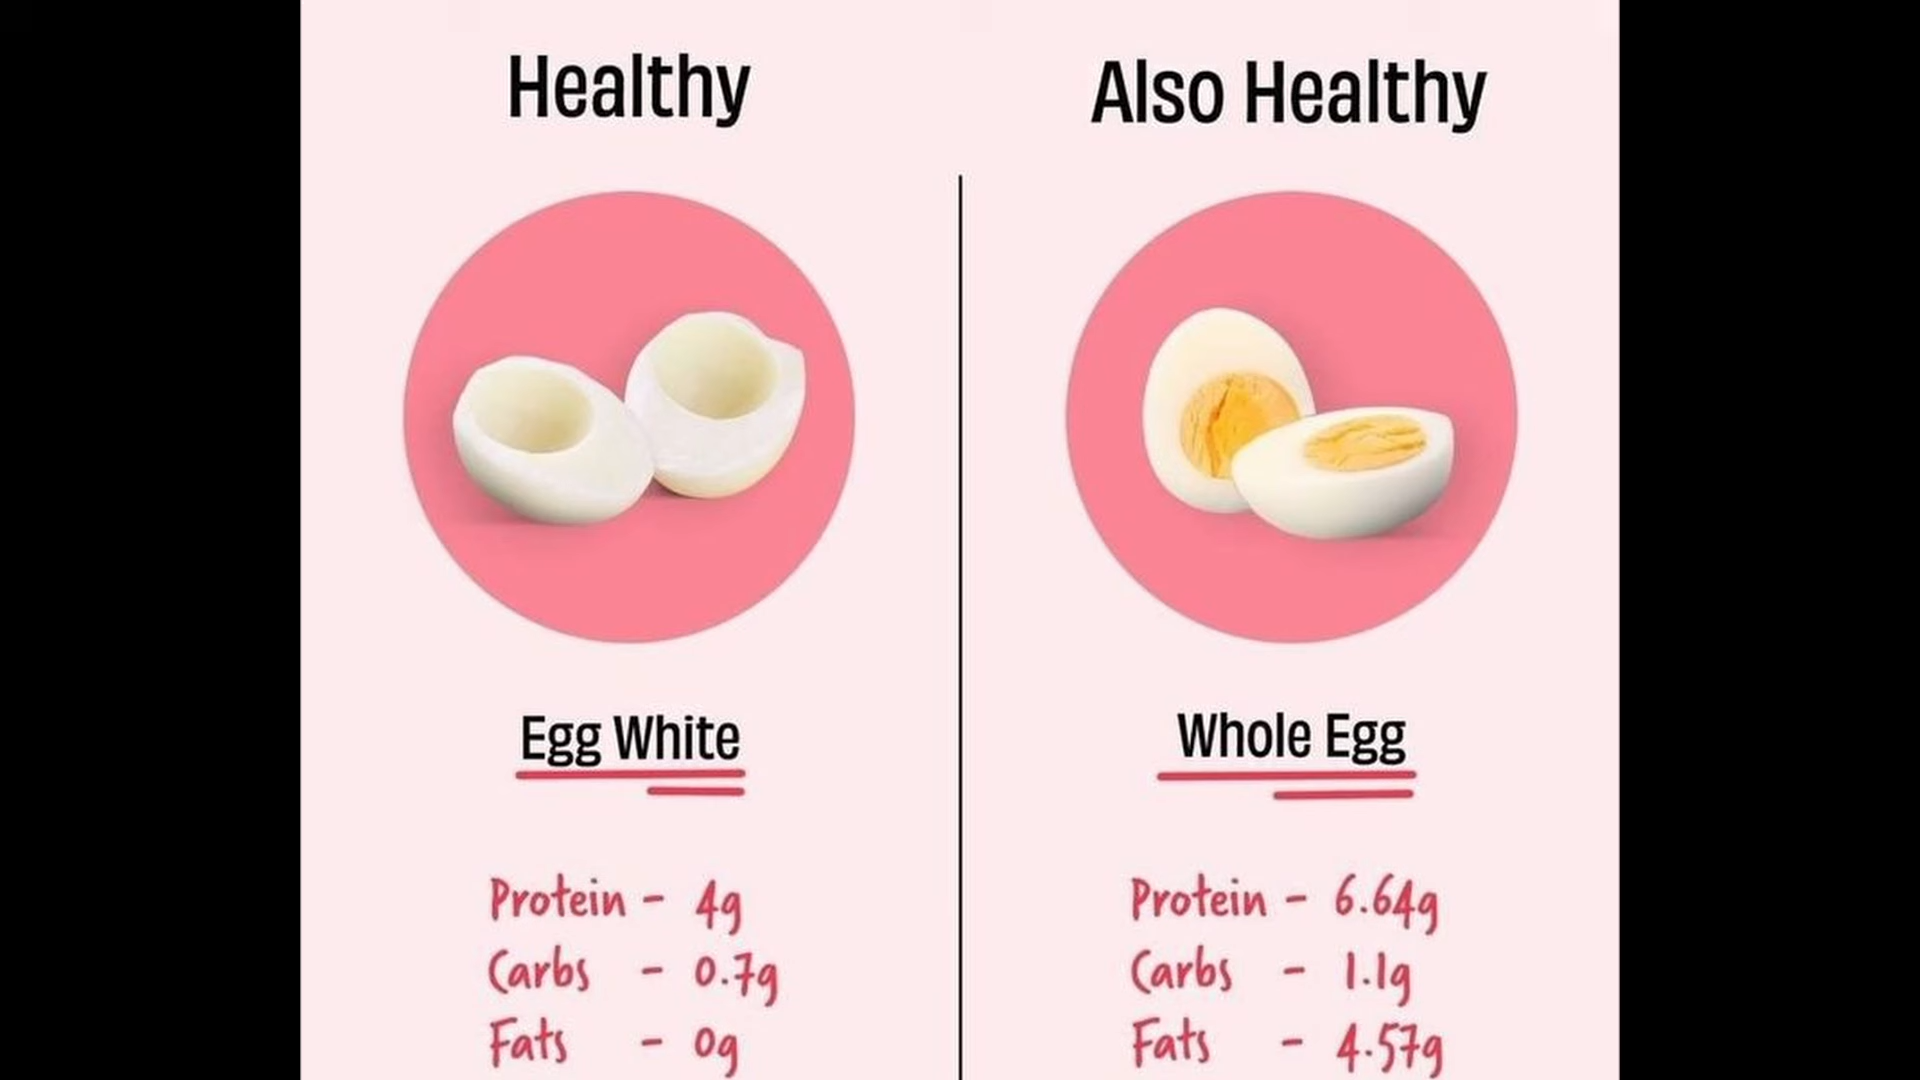 Healthy
Also Healthy
Egg White
Whole Egg
Protein - 4g
Carbs - 0.7g
Fats - 0g
Protein - 6.64g
Carbs - 1.1g
Fats - 4.57g